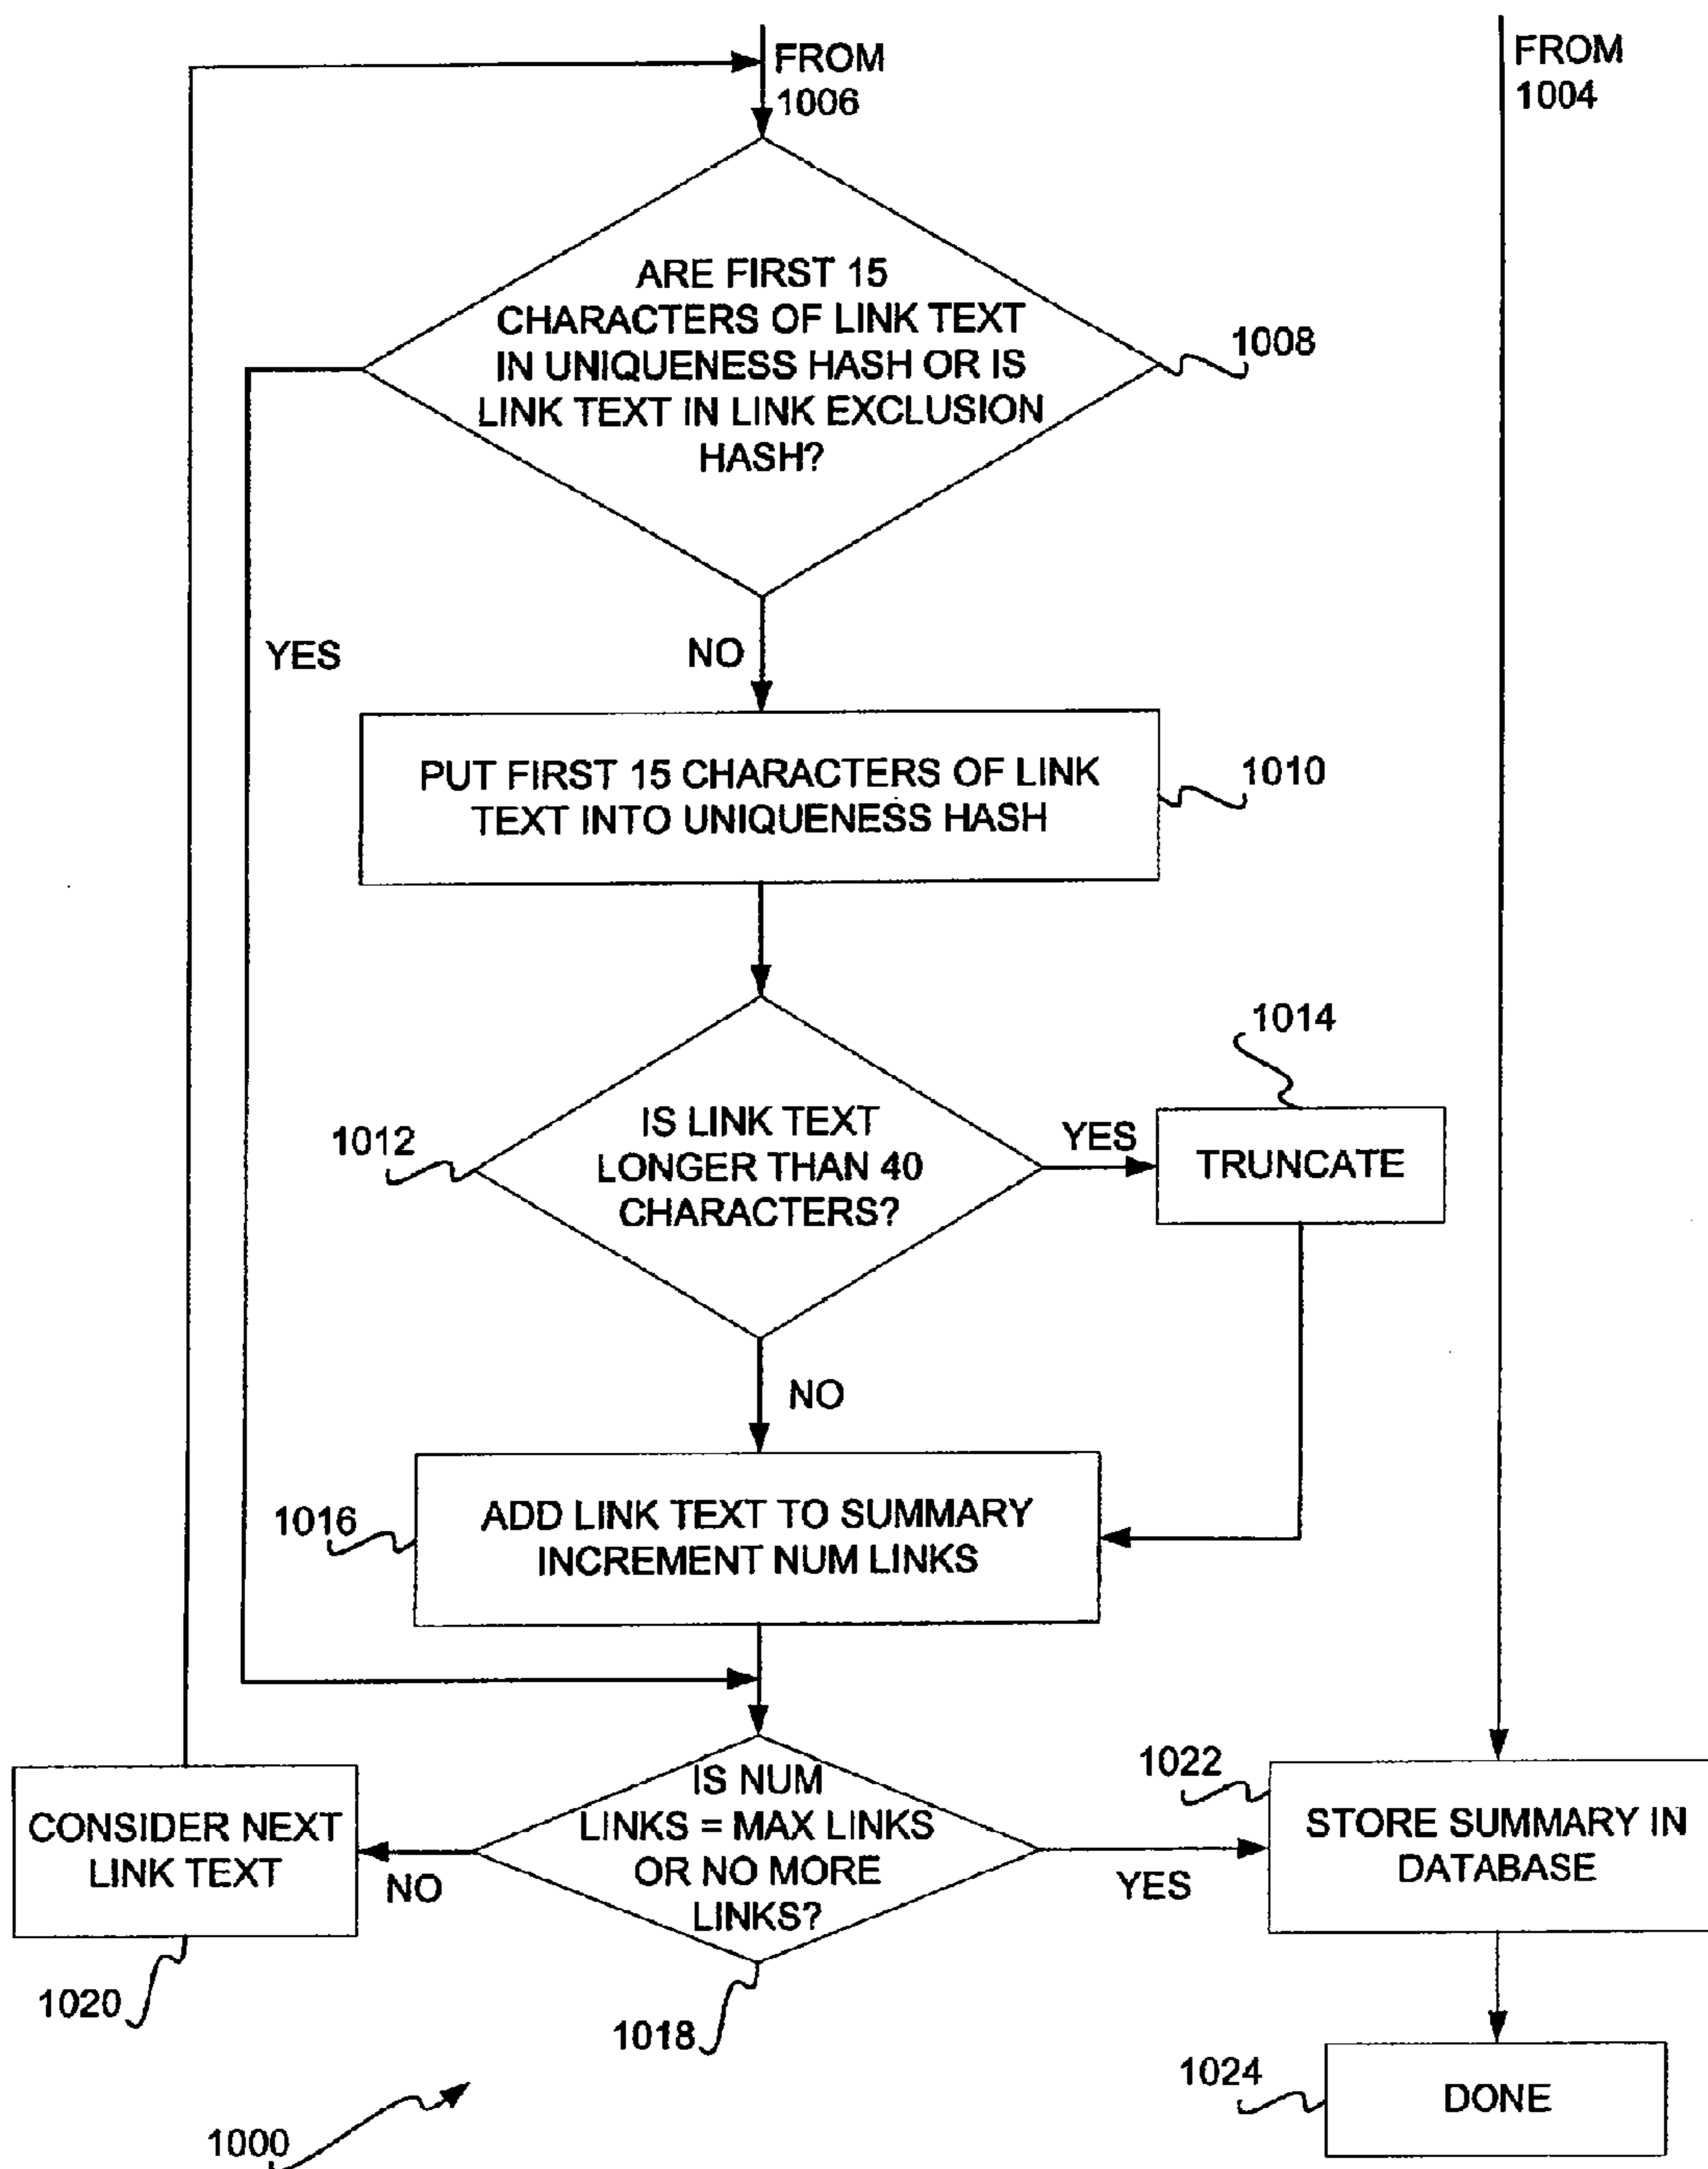 FROM
1006
FROM
1004
ARE FIRST 15
CHARACTERS OF LINK TEXT
IN UNIQUENESS HASH OR IS
LINK TEXT IN LINK EXCLUSION
HASH?
1008
YES
NO
PUT FIRST 15 CHARACTERS OF LINK
TEXT INTO UNIQUENESS HASH
1010
1014
1012
IS LINK TEXT
LONGER THAN 40
CHARACTERS?
YES
TRUNCATE
NO
1016
ADD LINK TEXT TO SUMMARY
INCREMENT NUM LINKS
CONSIDER NEXT
LINK TEXT
NO
IS NUM
LINKS = MAX LINKS
OR NO MORE
LINKS?
YES
1022
STORE SUMMARY IN
DATABASE
1020
1018
1024
DONE
1000